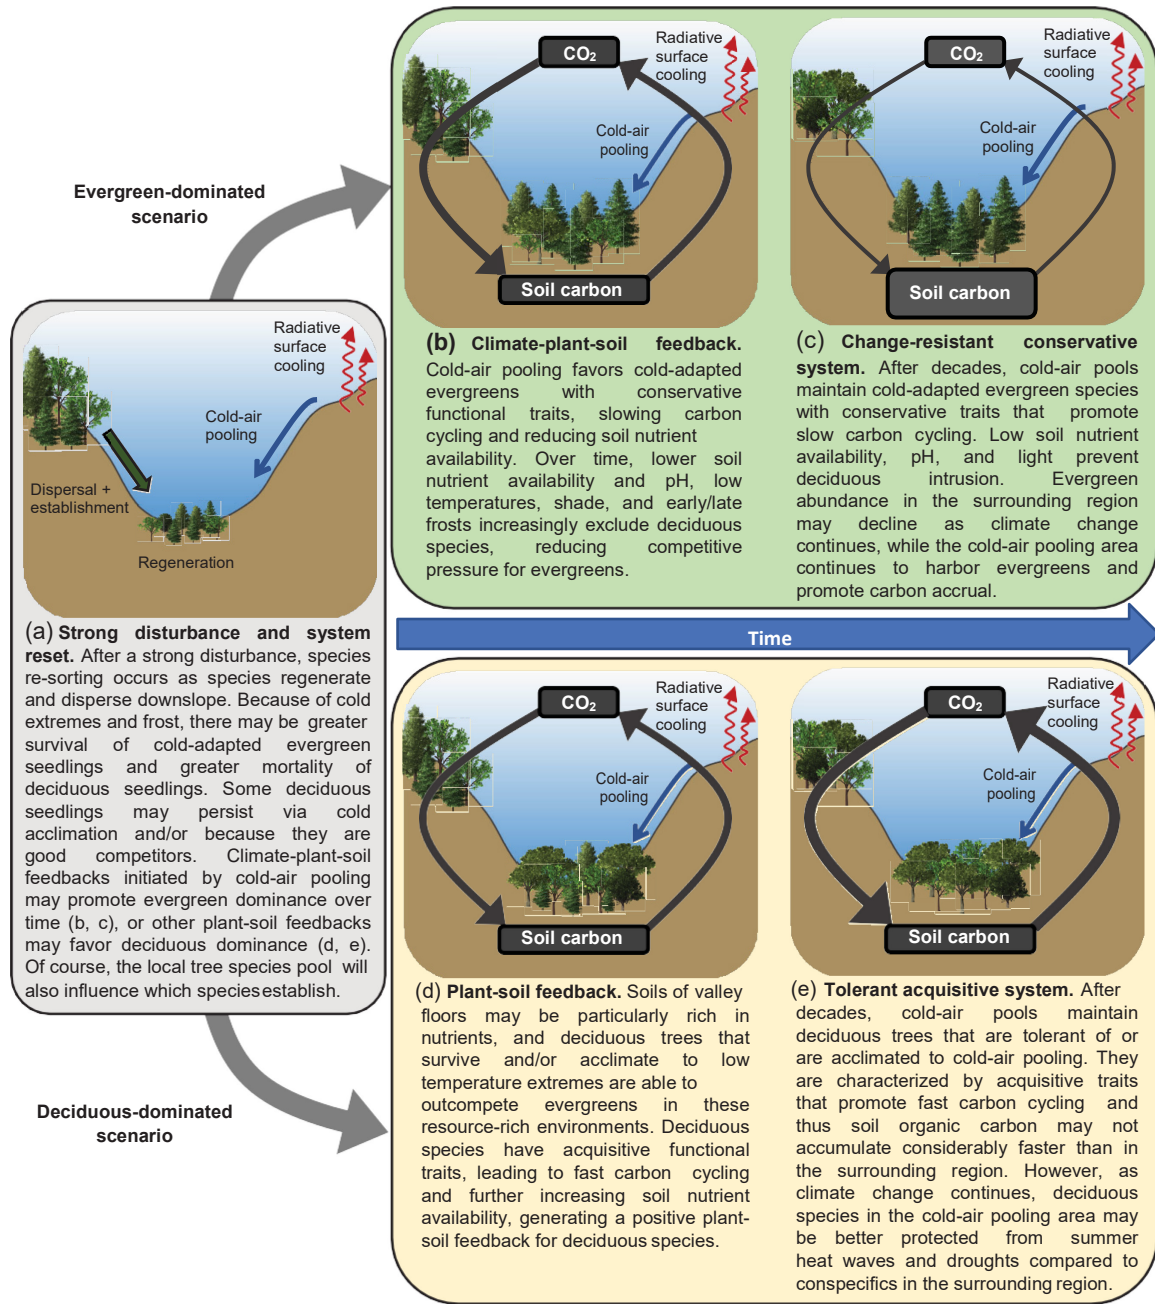 Evergreen-dominated
scenario
Radiative
surface
cooling
Cold-air
pooling
Dispersal +
establishment
Regeneration
(a) Strong disturbance and system
reset. After a strong disturbance, species
re-sorting occurs as species regenerate
and disperse downslope. Because of cold
extremes and frost, there may be greater
survival of cold-adapted evergreen
seedlings and greater mortality of
deciduous seedlings. Some deciduous
seedlings may persist via cold
acclimation and/or because they are
good competitors. Climate-plant-soil
feedbacks initiated by cold-air pooling
may promote evergreen dominance over
time (b, c), or other plant-soil feedbacks
may favor deciduous dominance (d, e).
Of course, the local tree species pool will
also influence which species establish.
Deciduous-dominated
scenario
CO₂
Radiative
surface
cooling
Cold-air
pooling
Soil carbon
(b) Climate-plant-soil feedback.
Cold-air pooling favors cold-adapted
evergreens with conservative
functional traits, slowing carbon
cycling and reducing soil nutrient
availability. Over time, lower soil
nutrient availability and pH, low
temperatures, shade, and early/late
frosts increasingly exclude deciduous
species, reducing competitive
pressure for evergreens.
CO₂
Radiative
surface
cooling
Cold-air
pooling
Soil carbon
(c) Change-resistant conservative
system. After decades, cold-air pools
maintain cold-adapted evergreen species
with conservative traits that promote
slow carbon cycling. Low soil nutrient
availability, pH, and light prevent
deciduous intrusion. Evergreen
abundance in the surrounding region
may decline as climate change
continues, while the cold-air pooling area
continues to harbor evergreens and
promote carbon accrual.
Time
CO₂
Radiative
surface
cooling
Cold-air
pooling
Soil carbon
(d) Plant-soil feedback. Soils of valley
floors may be particularly rich in
nutrients, and deciduous trees that
survive and/or acclimate to low
temperature extremes are able to
outcompete evergreens in these
resource-rich environments. Deciduous
species have acquisitive functional
traits, leading to fast carbon cycling
and further increasing soil nutrient
availability, generating a positive plant-
soil feedback for deciduous species.
CO₂
Radiative
surface
cooling
Cold-air
pooling
Soil carbon
(e) Tolerant acquisitive system. After
decades, cold-air pools maintain
deciduous trees that are tolerant of or
are acclimated to cold-air pooling. They
are characterized by acquisitive traits
that promote fast carbon cycling and
thus soil organic carbon may not
accumulate considerably faster than in
the surrounding region. However, as
climate change continues, deciduous
species in the cold-air pooling area may
be better protected from summer
heat waves and droughts compared to
conspecifics in the surrounding region.